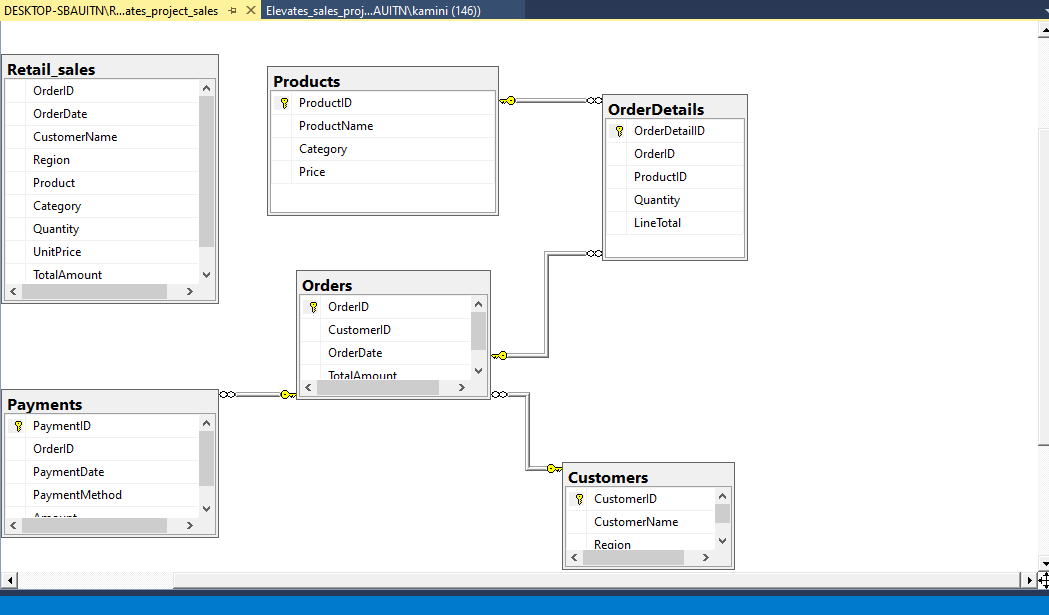 DESKTOP-SBAUITN\R...ates_project_sales
Elevates_sales_proj...AUITN\kamini (146))
Retail_sales
OrderID
OrderDate
CustomerName
Region
Product
Category
Quantity
UnitPrice
TotalAmount
Products
ProductID
ProductName
Category
Price
OrderDetails
OrderDetailID
OrderID
ProductID
Quantity
LineTotal
Orders
OrderID
CustomerID
OrderDate
TotalAmount
Payments
PaymentID
OrderID
PaymentDate
PaymentMethod
Amount
Customers
CustomerID
CustomerName
Region